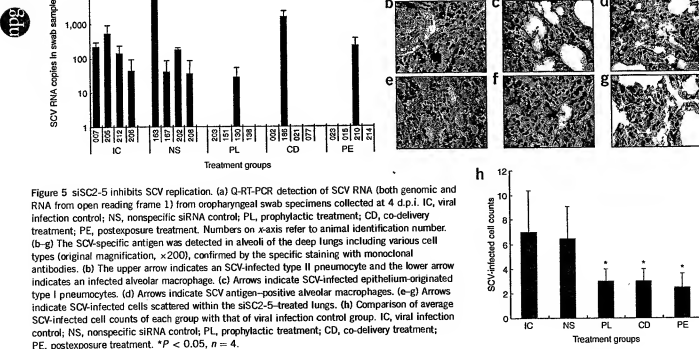 npg
SCV RNA copies in swab sample
1,000
100
10
1
007
205
212
206
163
167
202
208
203
151
130
138
002
186
021
077
023
015
210
214
IC
NS
PL
CD
PE
Treatment groups
b
c
d
e
f
g
Figure 5 siSC2-5 inhibits SCV replication. (a) Q-RT-PCR detection of SCV RNA (both genomic and
RNA from open reading frame 1) from oropharyngeal swab specimens collected at 4 d.p.i. IC, viral
infection control; NS, nonspecific siRNA control; PL, prophylactic treatment; CD, co-delivery
treatment; PE, postexposure treatment. Numbers on x-axis refer to animal identification number.
(b–g) The SCV-specific antigen was detected in alveoli of the deep lungs including various cell
types (original magnification, ×200), confirmed by the specific staining with monoclonal
antibodies. (b) The upper arrow indicates an SCV-infected type II pneumocyte and the lower arrow
indicates an infected alveolar macrophage. (c) Arrows indicate SCV-infected epithelium-originated
type I pneumocytes. (d) Arrows indicate SCV antigen–positive alveolar macrophages. (e–g) Arrows
indicate SCV-infected cells scattered within the siSC2-5–treated lungs. (h) Comparison of average
SCV-infected cell counts of each group with that of viral infection control group. IC, viral infection
control; NS, nonspecific siRNA control; PL, prophylactic treatment; CD, co-delivery treatment;
PE, postexposure treatment. *P < 0.05, n = 4.
h
SCV-infected cell counts
12
10
8
6
4
2
0
* * *
IC NS PL CD PE
Treatment groups